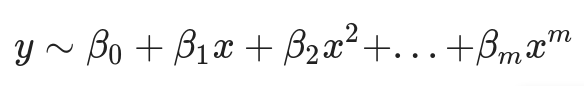 y ∼ β₀ + β₁x + β₂x² +. . . +βₘxᵐ